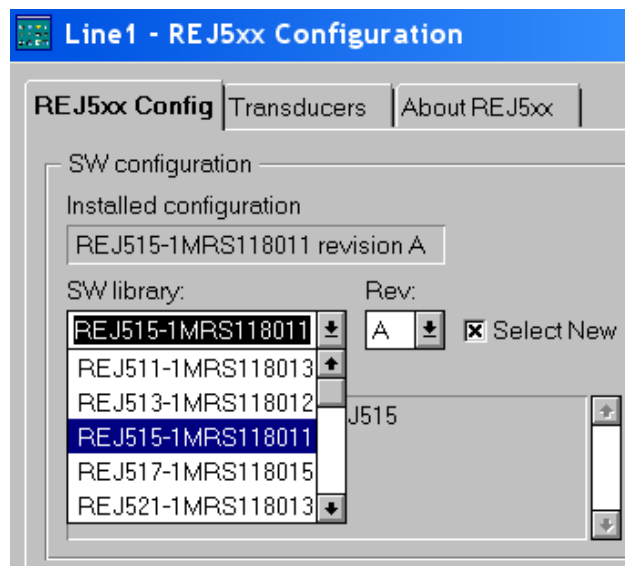 Line1 - REJ5xx Configuration
REJ5xx Config Transducers About REJ5xx
SW configuration
Installed configuration
REJ515-1MRS118011 revision A
SW library: Rev:
REJ515-1MRS118011 A Select New
REJ511-1MRS118013
REJ513-1MRS118012
J515
REJ515-1MRS118011
REJ517-1MRS118015
REJ521-1MRS118013